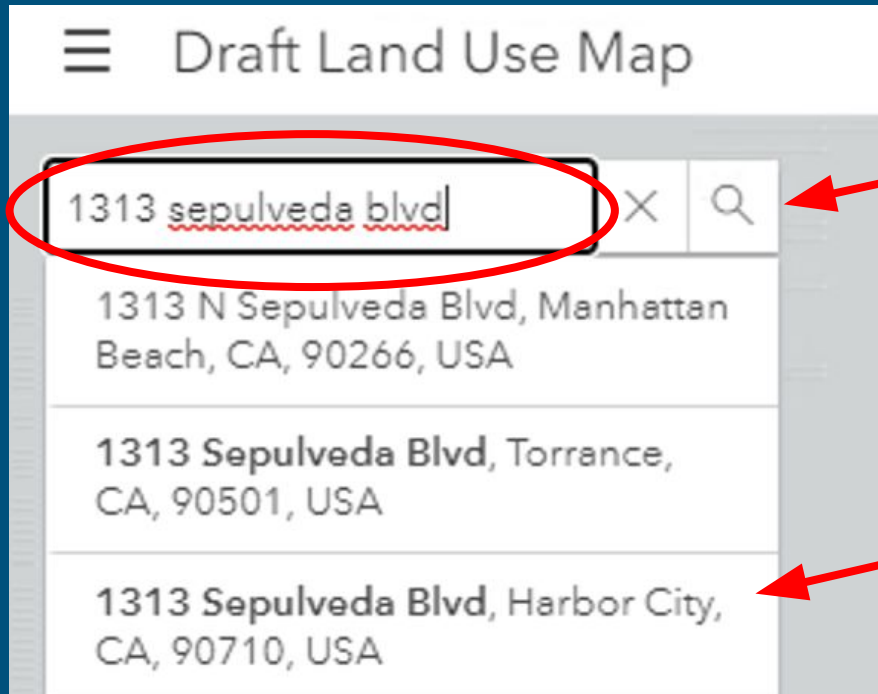 Draft Land Use Map
1313 sepulveda blvd
1313 N Sepulveda Blvd, Manhattan
Beach, CA, 90266, USA
1313 Sepulveda Blvd, Torrance,
CA, 90501, USA
1313 Sepulveda Blvd, Harbor City,
CA, 90710, USA